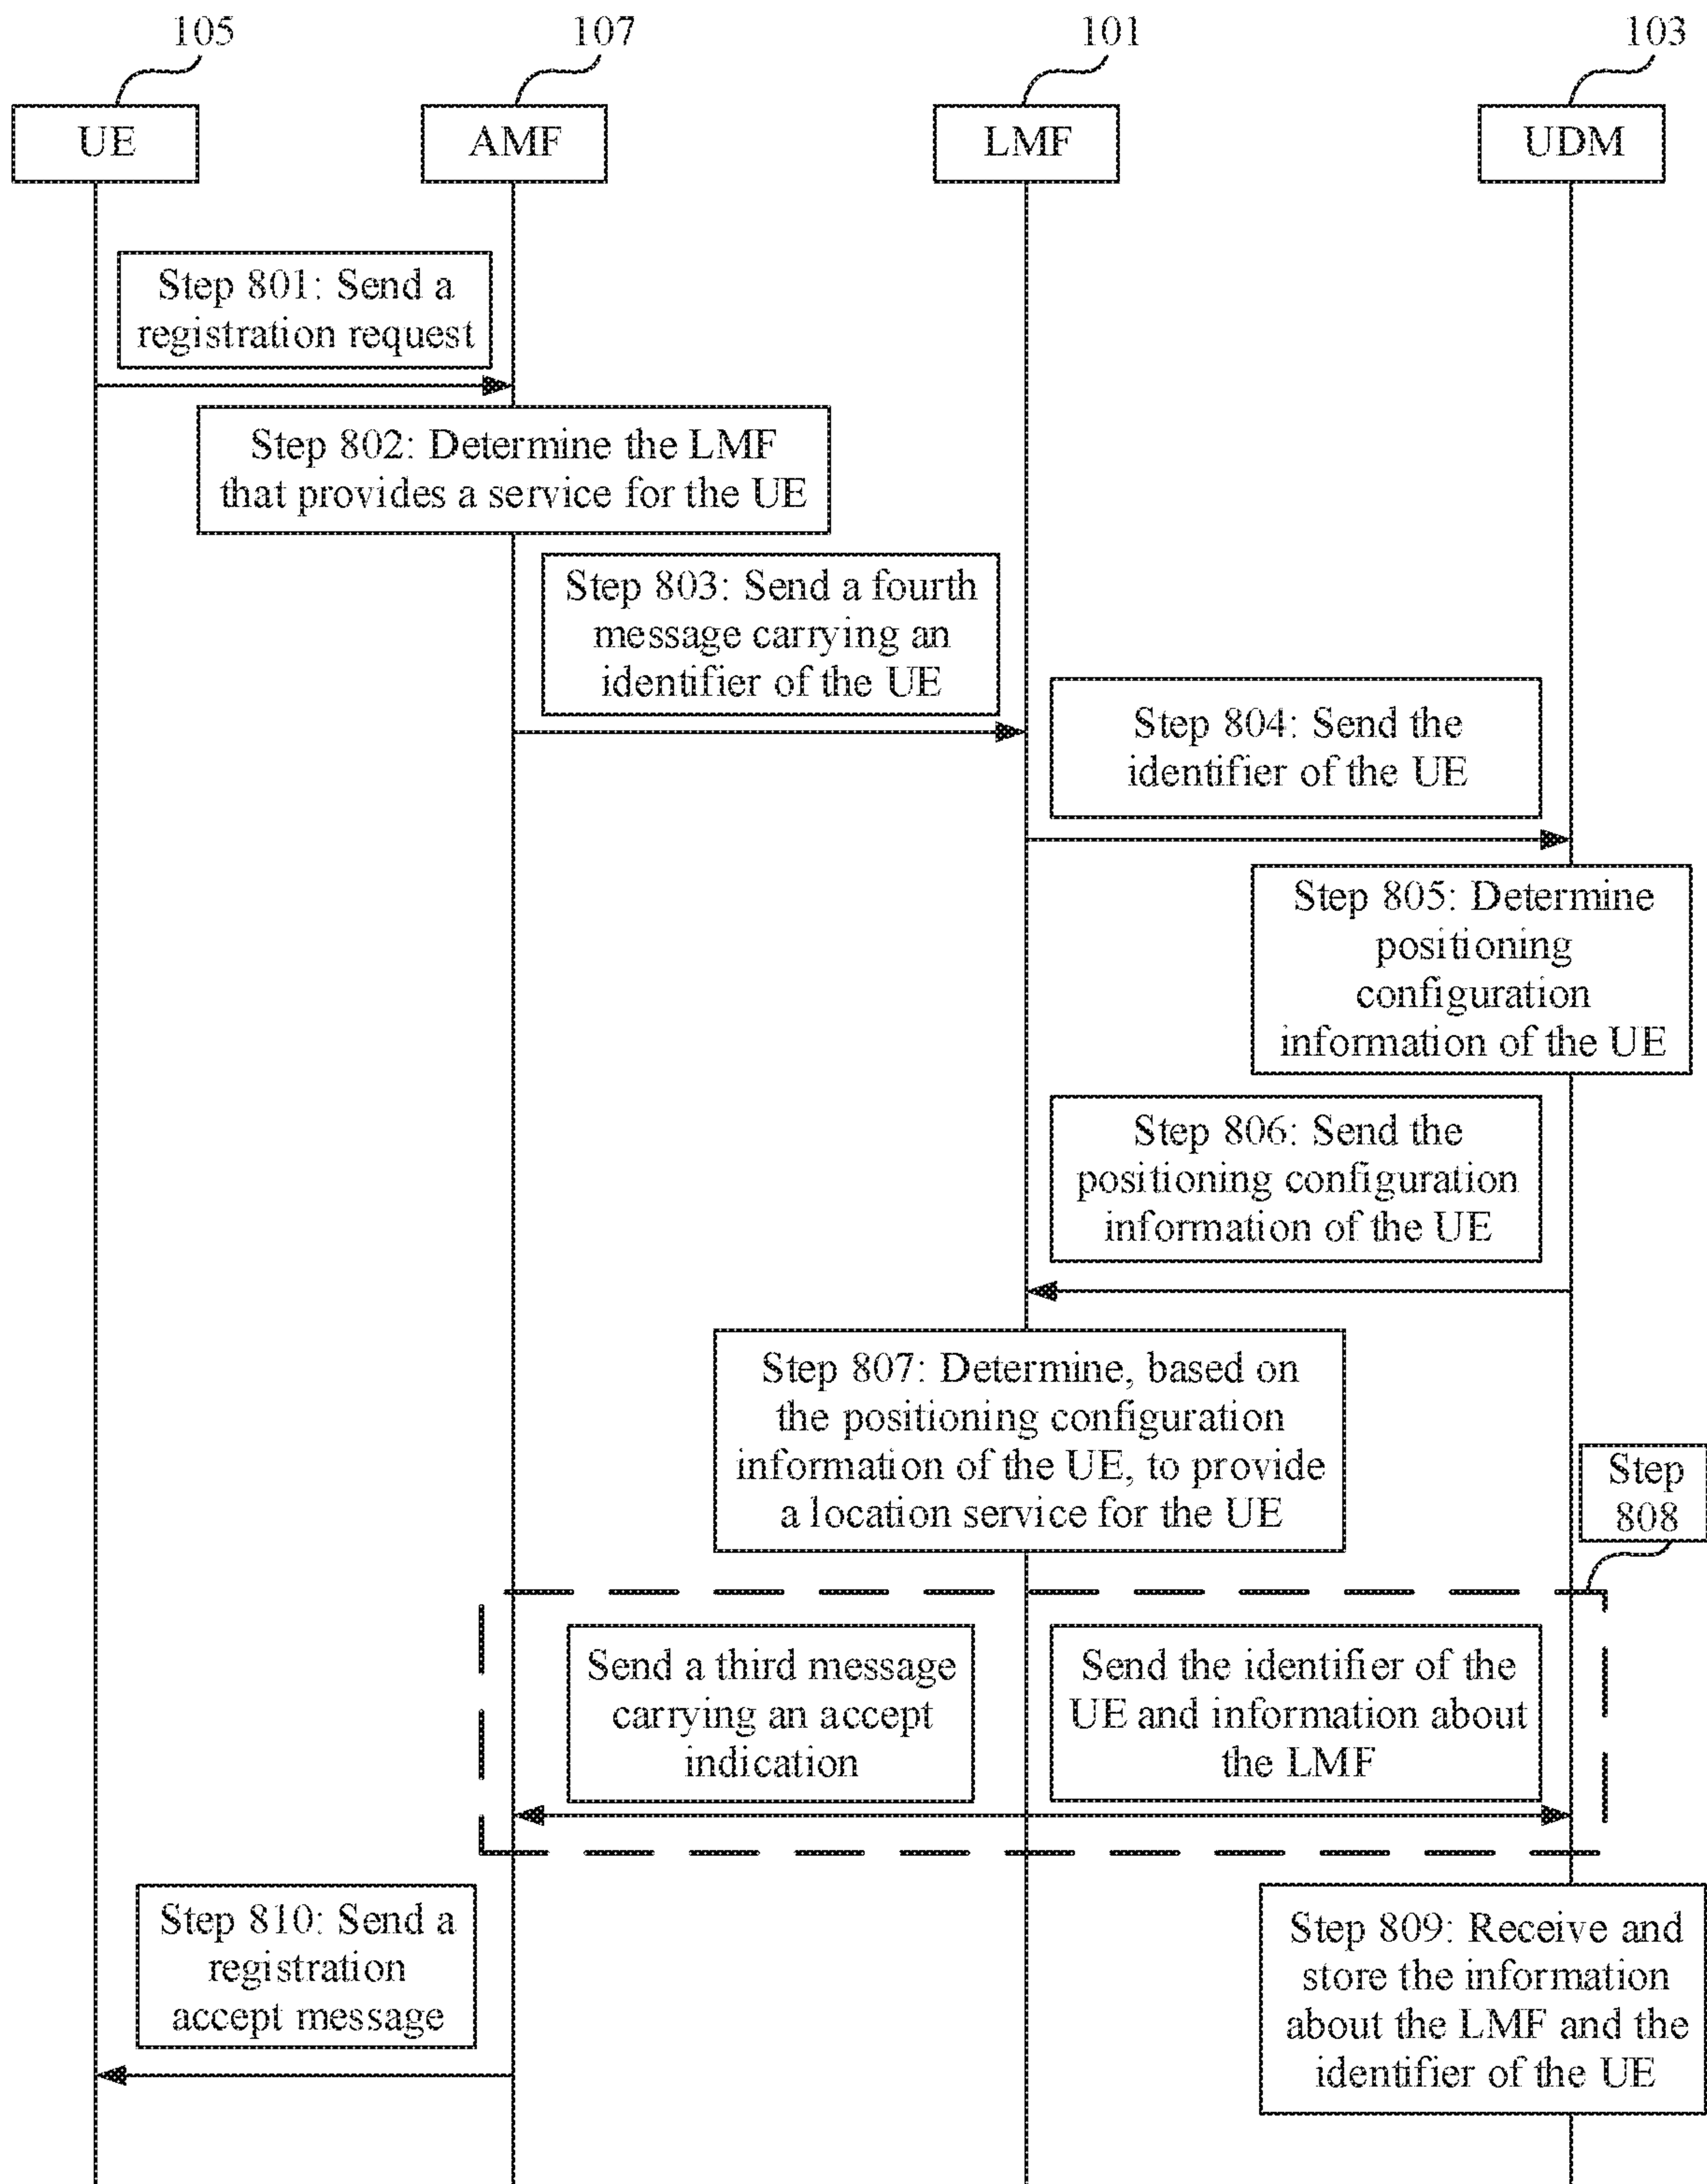 105
107
101
103
UE
AMF
LMF
UDM
Step 801: Send a
registration request
Step 802: Determine the LMF
that provides a service for the UE
Step 803: Send a fourth
message carrying an
identifier of the UE
Step 804: Send the
identifier of the UE
Step 805: Determine
positioning
configuration
information of the UE
Step 806: Send the
positioning configuration
information of the UE
Step 807: Determine, based on
the positioning configuration
information of the UE, to provide
a location service for the UE
Step
808
Send a third message
carrying an accept
indication
Send the identifier of the
UE and information about
the LMF
Step 810: Send a
registration
accept message
Step 809: Receive and
store the information
about the LMF and the
identifier of the UE